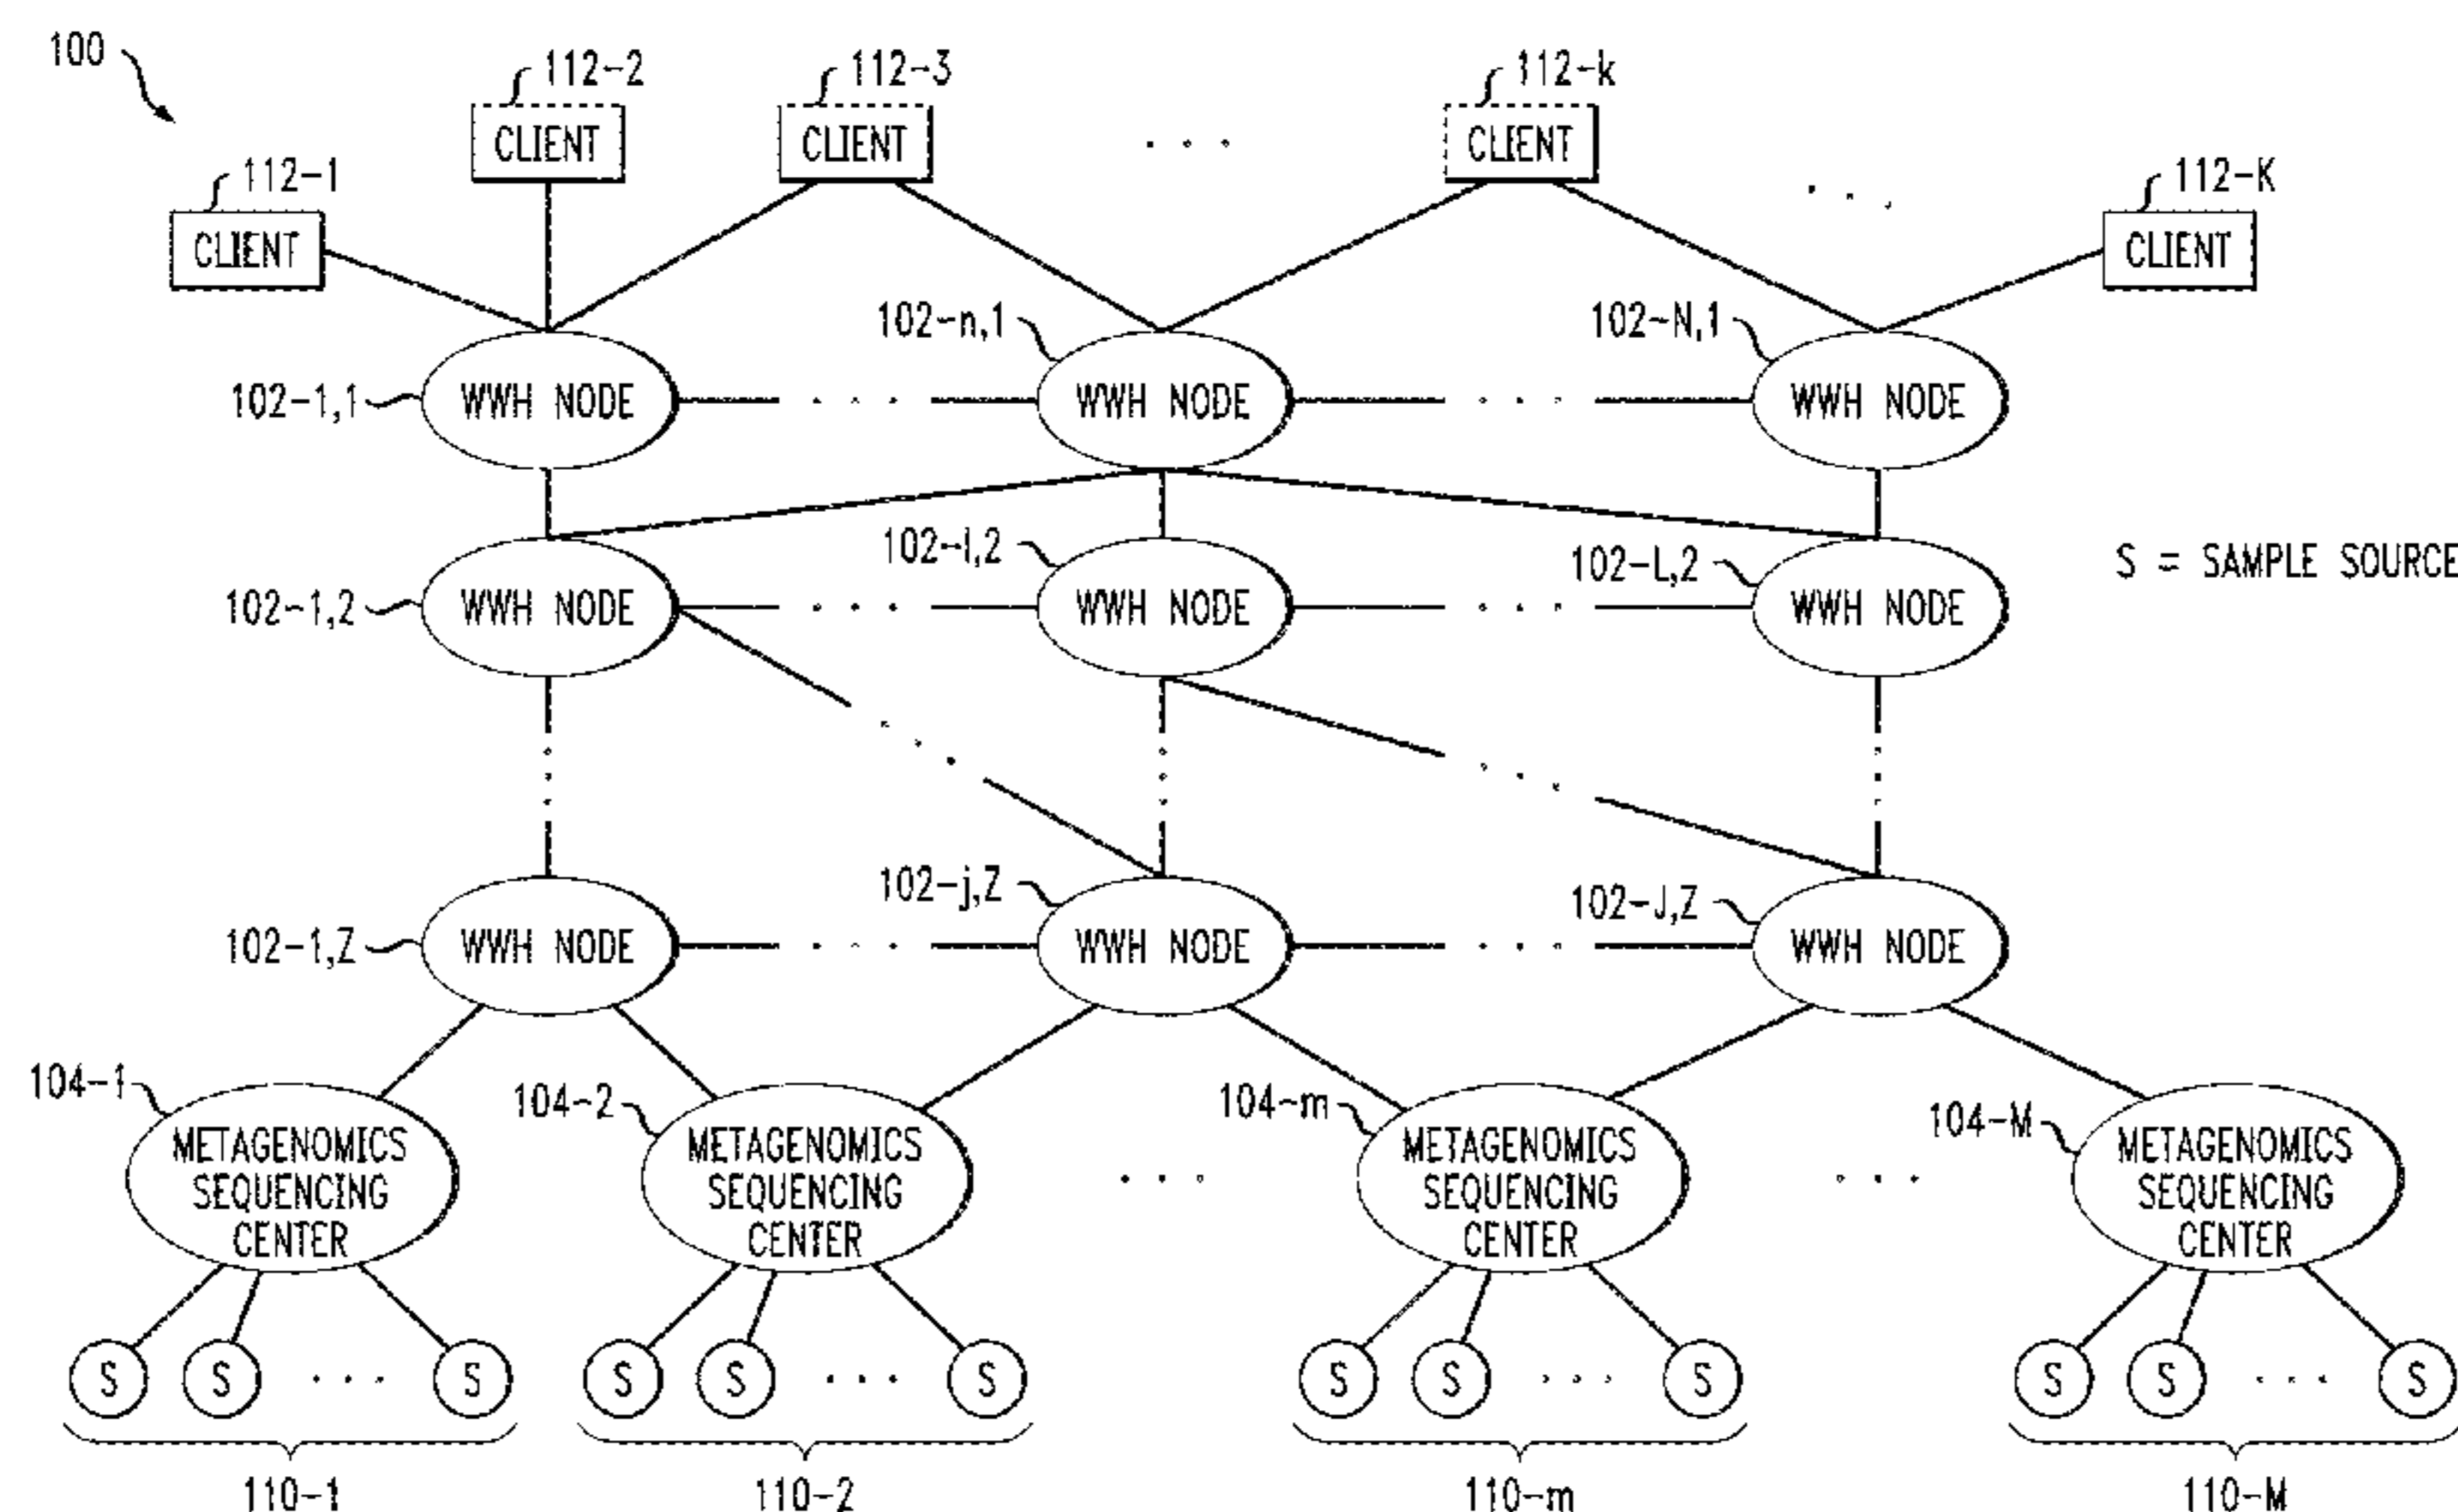 100
112-2
112-3
112-k
CLIENT
CLIENT
CLIENT
112-1
112-K
CLIENT
CLIENT
102-n,1
102-N,1
102-1,1
WWH NODE
WWH NODE
WWH NODE
102-l,2
102-L,2
S = SAMPLE SOURCE
102-1,2
WWH NODE
WWH NODE
WWH NODE
102-j,Z
102-J,Z
102-1,Z
WWH NODE
WWH NODE
WWH NODE
104-1
104-2
104-m
104-M
METAGENOMICS
SEQUENCING
CENTER
METAGENOMICS
SEQUENCING
CENTER
METAGENOMICS
SEQUENCING
CENTER
METAGENOMICS
SEQUENCING
CENTER
S S ... S
S S ... S
S S ... S
S S ... S
110-1
110-2
110-m
110-M